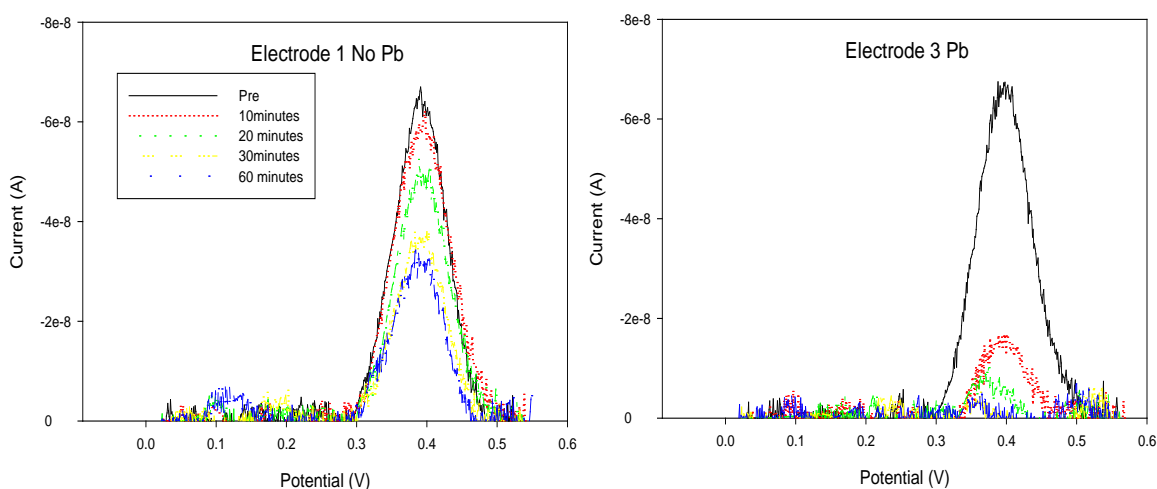 Electrode 1 No Pb
Pre
10minutes
20 minutes
30minutes
60 minutes
Current (A)
-8e-8
-6e-8
-4e-8
-2e-8
0
0.0 0.1 0.2 0.3 0.4 0.5 0.6
Potential (V)
Electrode 3 Pb
Current (A)
-8e-8
-6e-8
-4e-8
-2e-8
0
0.0 0.1 0.2 0.3 0.4 0.5 0.6
Potential (V)